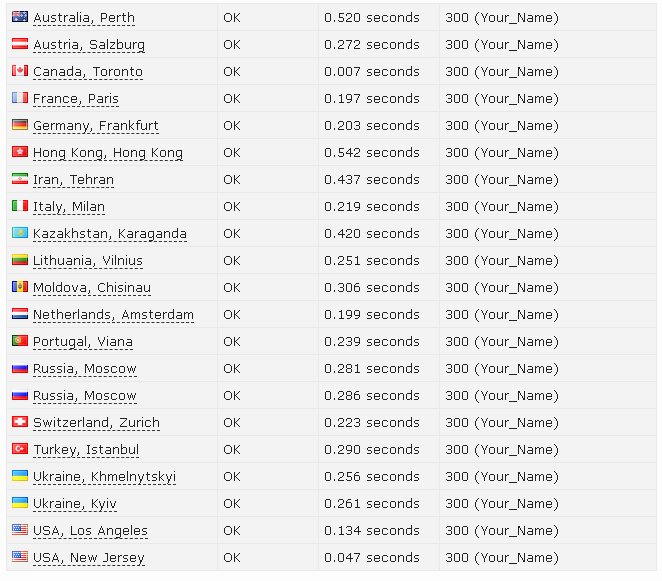 Australia, Perth OK 0.520 seconds 300 (Your_Name)
Austria, Salzburg OK 0.272 seconds 300 (Your_Name)
Canada, Toronto OK 0.007 seconds 300 (Your_Name)
France, Paris OK 0.197 seconds 300 (Your_Name)
Germany, Frankfurt OK 0.203 seconds 300 (Your_Name)
Hong Kong, Hong Kong OK 0.542 seconds 300 (Your_Name)
Iran, Tehran OK 0.437 seconds 300 (Your_Name)
Italy, Milan OK 0.219 seconds 300 (Your_Name)
Kazakhstan, Karaganda OK 0.420 seconds 300 (Your_Name)
Lithuania, Vilnius OK 0.251 seconds 300 (Your_Name)
Moldova, Chisinau OK 0.306 seconds 300 (Your_Name)
Netherlands, Amsterdam OK 0.199 seconds 300 (Your_Name)
Portugal, Viana OK 0.239 seconds 300 (Your_Name)
Russia, Moscow OK 0.281 seconds 300 (Your_Name)
Russia, Moscow OK 0.286 seconds 300 (Your_Name)
Switzerland, Zurich OK 0.223 seconds 300 (Your_Name)
Turkey, Istanbul OK 0.290 seconds 300 (Your_Name)
Ukraine, Khmelnytskyi OK 0.256 seconds 300 (Your_Name)
Ukraine, Kyiv OK 0.261 seconds 300 (Your_Name)
USA, Los Angeles OK 0.134 seconds 300 (Your_Name)
USA, New Jersey OK 0.047 seconds 300 (Your_Name)